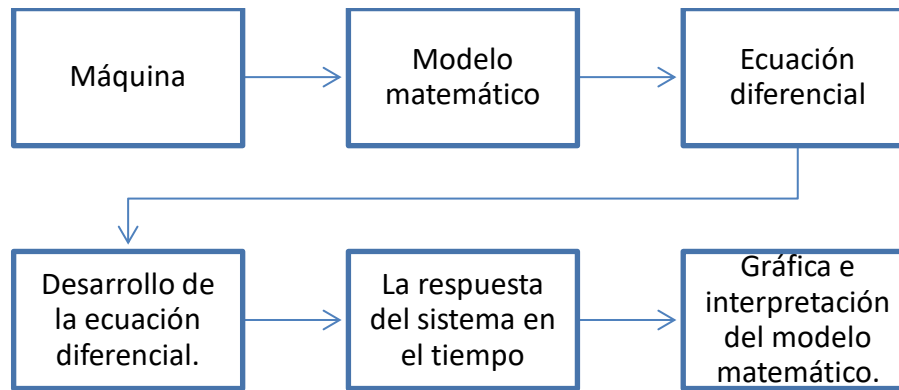 Máquina
Modelo
matemático
Ecuación
diferencial
Desarrollo de
la ecuación
diferencial.
La respuesta
del sistema en
el tiempo
Gráfica e
interpretación
del modelo
matemático.